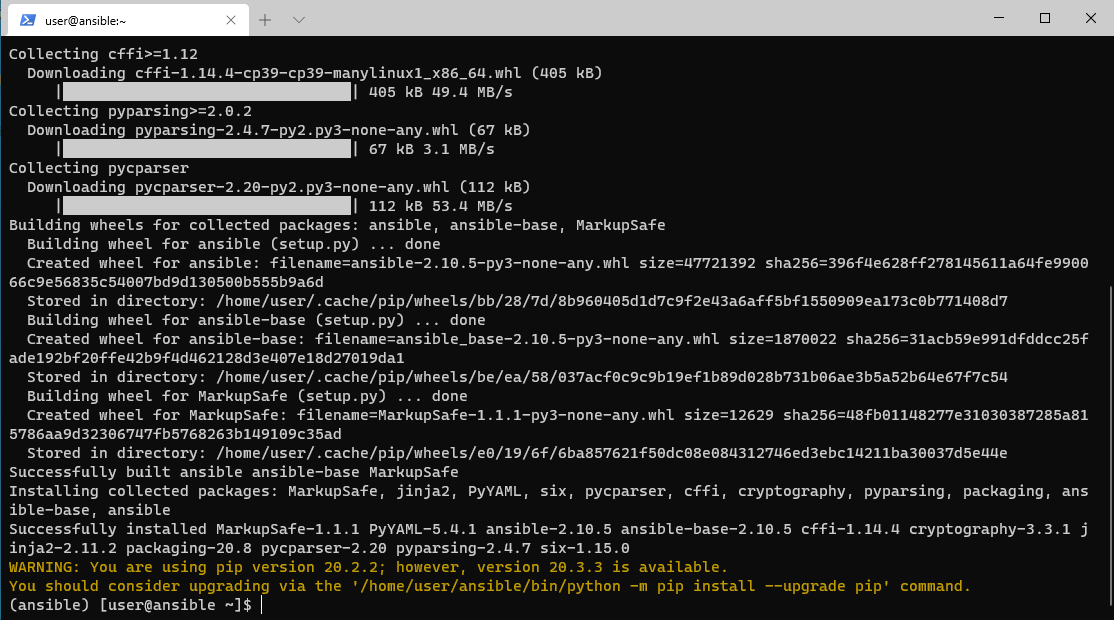 user@ansible:~
Collecting cffi>=1.12
Downloading cffi-1.14.4-cp39-cp39-manylinux1_x86_64.whl (405 kB)
| | 405 kB 49.4 MB/s
Collecting pyparsing>=2.0.2
Downloading pyparsing-2.4.7-py2.py3-none-any.whl (67 kB)
| | 67 kB 3.1 MB/s
Collecting pycparser
Downloading pycparser-2.20-py2.py3-none-any.whl (112 kB)
| | 112 kB 53.4 MB/s
Building wheels for collected packages: ansible, ansible-base, MarkupSafe
Building wheel for ansible (setup.py) ... done
Created wheel for ansible: filename=ansible-2.10.5-py3-none-any.whl size=47721392 sha256=396f4e628ff278145611a64fe9900
66c9e56835c54007bd9d130500b555b9a6d
Stored in directory: /home/user/.cache/pip/wheels/bb/28/7d/8b960405d1d7c9f2e43a6aff5bf1550909ea173c0b771408d7
Building wheel for ansible-base (setup.py) ... done
Created wheel for ansible-base: filename=ansible_base-2.10.5-py3-none-any.whl size=1870022 sha256=31acb59e991dfddcc25f
ade192bf20ffe42b9f4d462128d3e407e18d27019da1
Stored in directory: /home/user/.cache/pip/wheels/be/ea/58/037acf0c9c9b19ef1b89d028b731b06ae3b5a52b64e67f7c54
Building wheel for MarkupSafe (setup.py) ... done
Created wheel for MarkupSafe: filename=MarkupSafe-1.1.1-py3-none-any.whl size=12629 sha256=48fb01148277e31030387285a81
5786aa9d32306747fb5768263b149109c35ad
Stored in directory: /home/user/.cache/pip/wheels/e0/19/6f/6ba857621f50dc08e084312746ed3ebc14211ba30037d5e44e
Successfully built ansible ansible-base MarkupSafe
Installing collected packages: MarkupSafe, jinja2, PyYAML, six, pycparser, cffi, cryptography, pyparsing, packaging, ans
ible-base, ansible
Successfully installed MarkupSafe-1.1.1 PyYAML-5.4.1 ansible-2.10.5 ansible-base-2.10.5 cffi-1.14.4 cryptography-3.3.1 j
inja2-2.11.2 packaging-20.8 pycparser-2.20 pyparsing-2.4.7 six-1.15.0
WARNING: You are using pip version 20.2.2; however, version 20.3.3 is available.
You should consider upgrading via the '/home/user/ansible/bin/python -m pip install --upgrade pip' command.
(ansible) [user@ansible ~]$